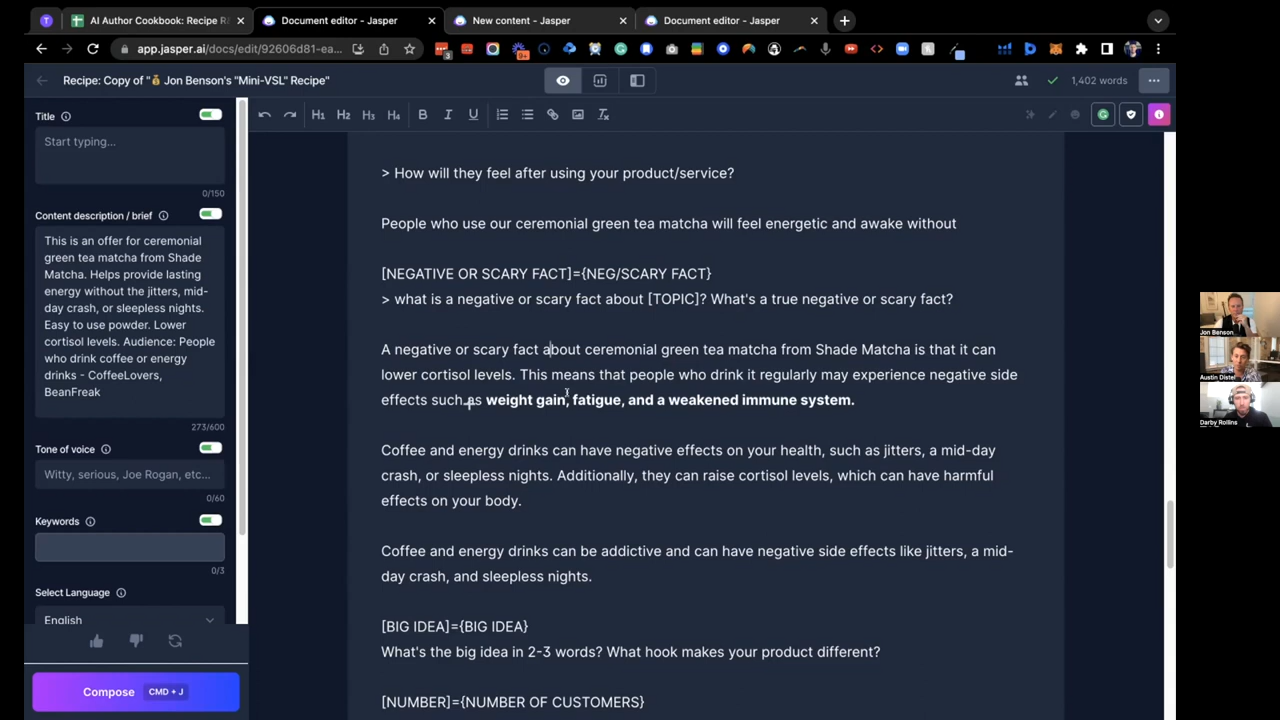 T
AI Author Cookbook: Recipe R
Document editor - Jasper
New content - Jasper
Document editor - Jasper
app.jasper.ai/docs/edit/92606d81-ea...
9+
Recipe: Copy of "💰 Jon Benson's "Mini-VSL" Recipe"
1,402 words
H1 H2 H3 H4 B I U
Title
Start typing...
0/150
Content description / brief
This is an offer for ceremonial
green tea matcha from Shade
Matcha. Helps provide lasting
energy without the jitters, mid-
day crash, or sleepless nights.
Easy to use powder. Lower
cortisol levels. Audience: People
who drink coffee or energy
drinks - CoffeeLovers,
BeanFreak
273/600
Tone of voice
Witty, serious, Joe Rogan, etc...
0/60
Keywords
0/3
Select Language
English
Compose CMD + J
> How will they feel after using your product/service?
People who use our ceremonial green tea matcha will feel energetic and awake without
[NEGATIVE OR SCARY FACT]={NEG/SCARY FACT}
> what is a negative or scary fact about [TOPIC]? What's a true negative or scary fact?
A negative or scary fact about ceremonial green tea matcha from Shade Matcha is that it can
lower cortisol levels. This means that people who drink it regularly may experience negative side
effects such as weight gain, fatigue, and a weakened immune system.
Coffee and energy drinks can have negative effects on your health, such as jitters, a mid-day
crash, or sleepless nights. Additionally, they can raise cortisol levels, which can have harmful
effects on your body.
Coffee and energy drinks can be addictive and can have negative side effects like jitters, a mid-
day crash, and sleepless nights.
[BIG IDEA]={BIG IDEA}
What's the big idea in 2-3 words? What hook makes your product different?
[NUMBER]={NUMBER OF CUSTOMERS}
Jon Benson
Austin Distel
Darby Rollins